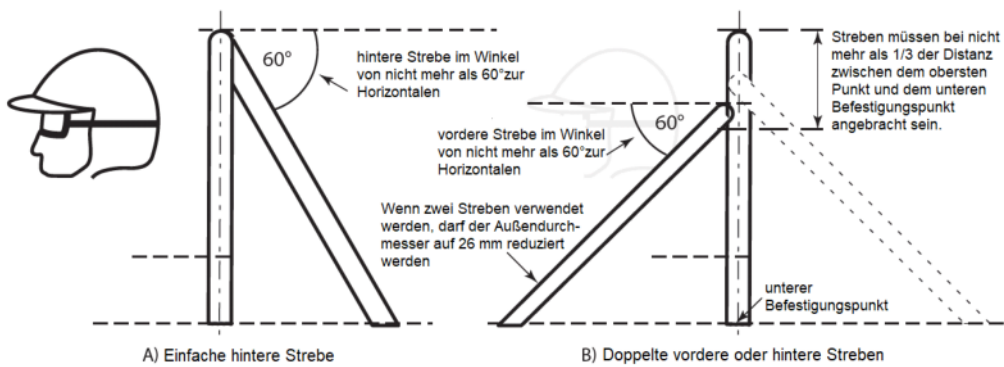 60°
hintere Strebe im Winkel
von nicht mehr als 60°zur
Horizontalen
A) Einfache hintere Strebe
Streben müssen bei nicht
mehr als 1/3 der Distanz
zwischen dem obersten
Punkt und dem unteren
Befestigungspunkt
angebracht sein.
60°
vordere Strebe im Winkel
von nicht mehr als 60°zur
Horizontalen
Wenn zwei Streben verwendet
werden, darf der Außendurch-
messer auf 26 mm reduziert
werden
unterer
Befestigungspunkt
B) Doppelte vordere oder hintere Streben